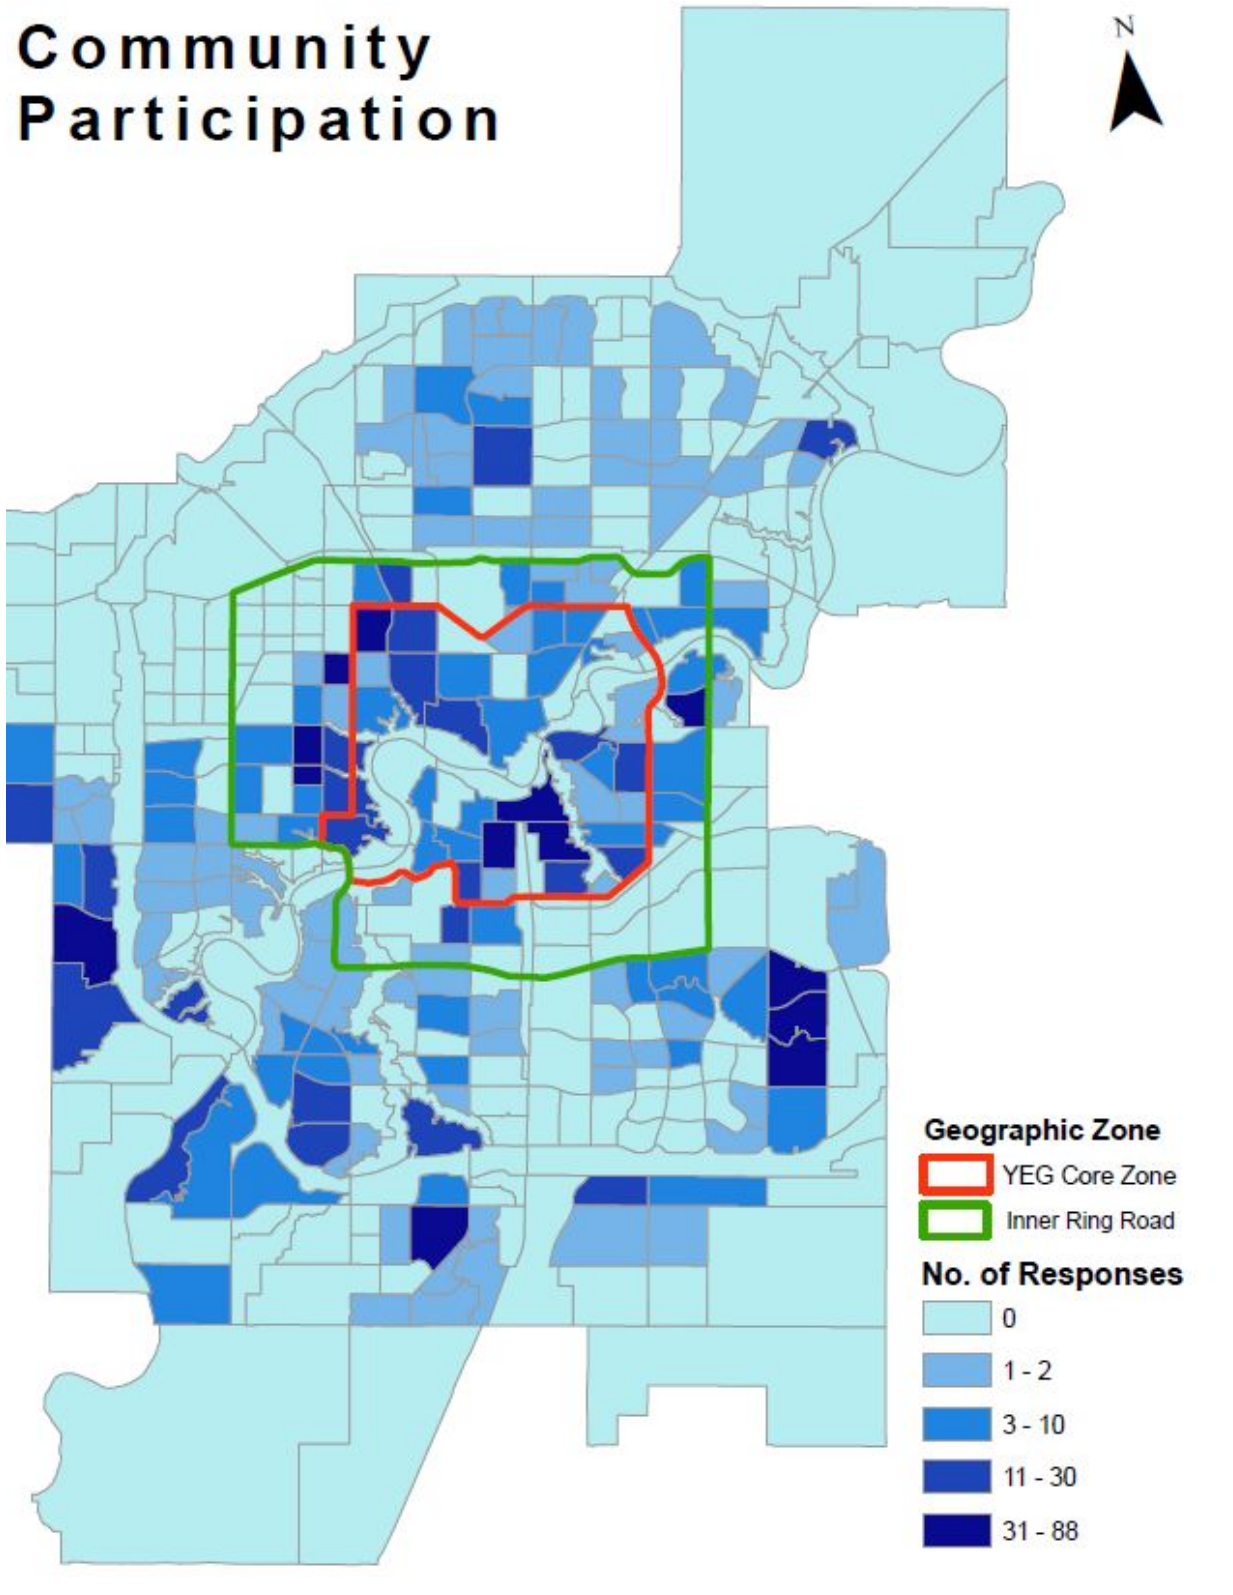 Community
Participation
N
Geographic Zone
YEG Core Zone
Inner Ring Road
No. of Responses
0
1 - 2
3 - 10
11 - 30
31 - 88